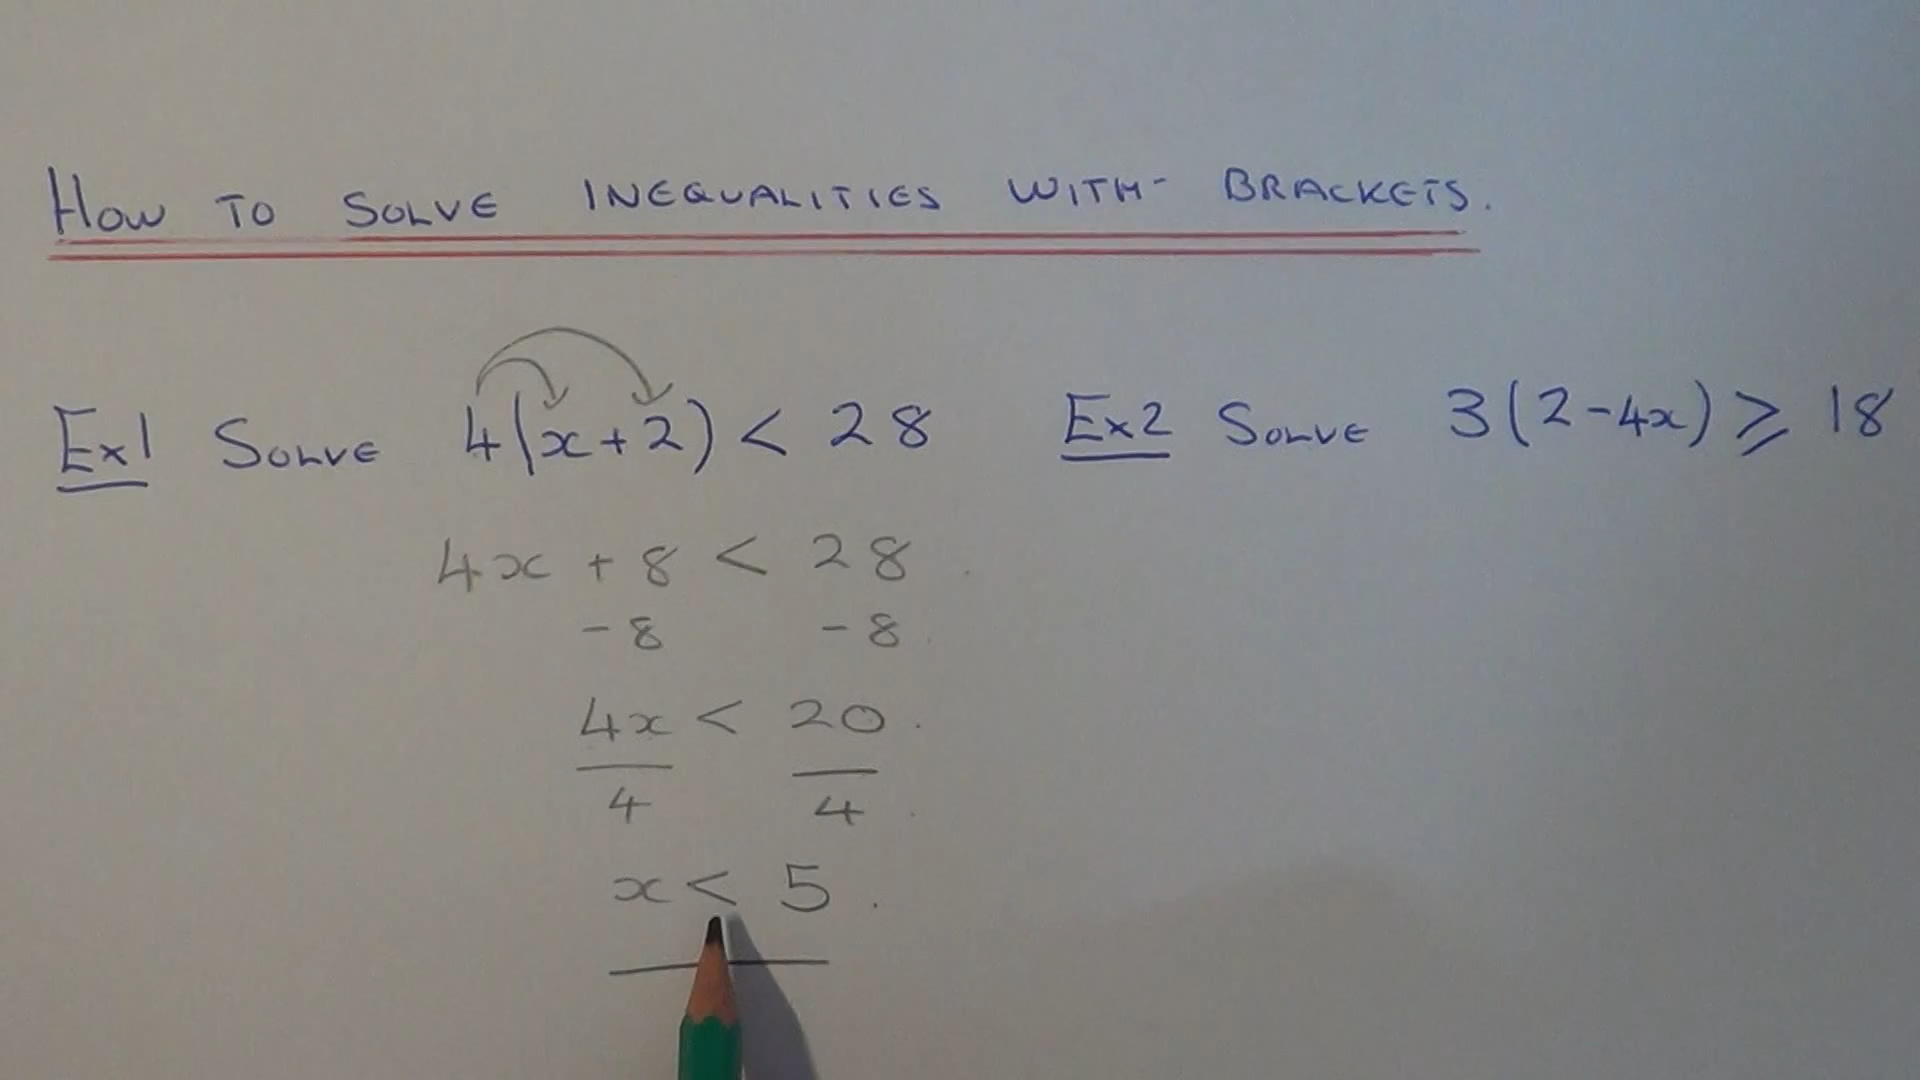 HOW TO SOLVE INEQUALITIES WITH BRACKETS.
Ex1 SOLVE 4(x+2) < 28
4x + 8 < 28
-8 -8
4x < 20
4 4
x < 5
Ex2 SOLVE 3(2-4x) ⩾ 18